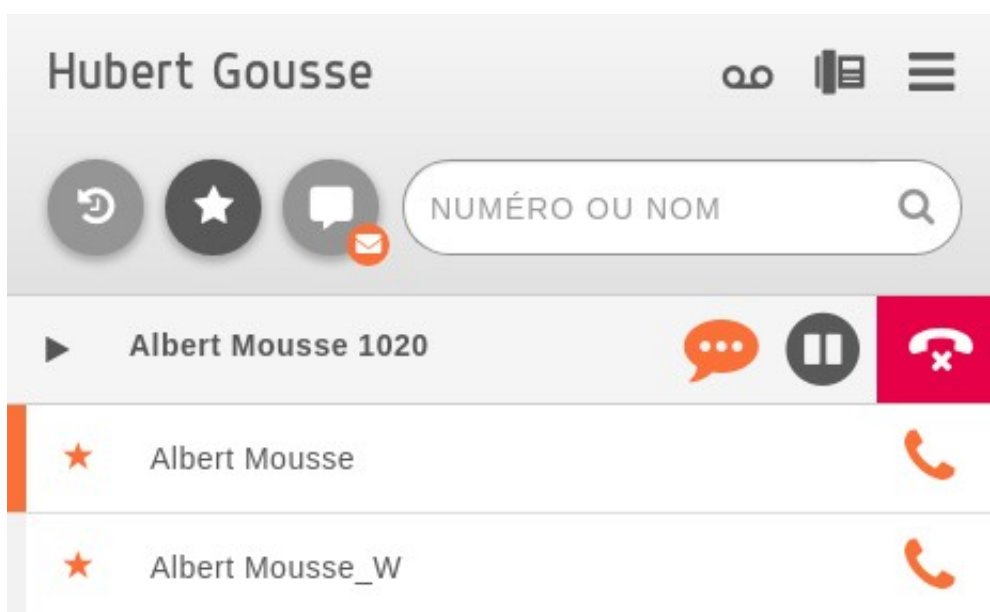 Hubert Gousse
NUMÉRO OU NOM
Albert Mousse 1020
Albert Mousse
Albert Mousse_W